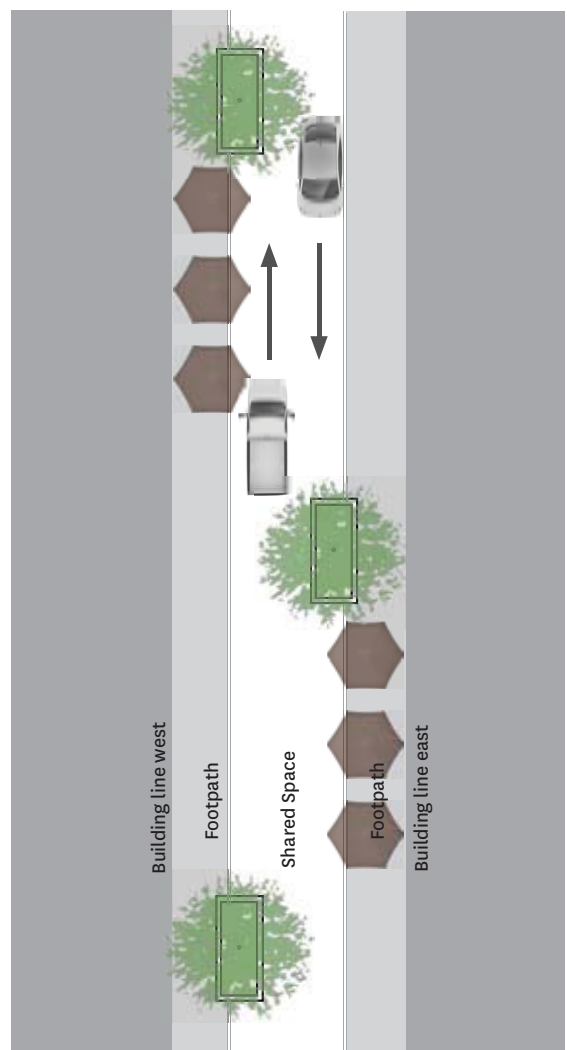 Building line west
Footpath
Shared Space
Footpath
Building line east